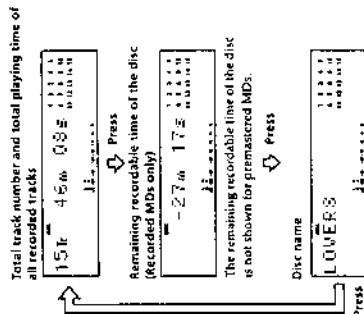 Total track number and total playing time of
all recorded tracks
15Tr 46m 08s
Press
Remaining recordable time of the disc
(Recorded MDs only)
-27m 17s
The remaining recordable time of the disc
is not shown for premastered MDs.
Press
Disc name
LOVERS
Press